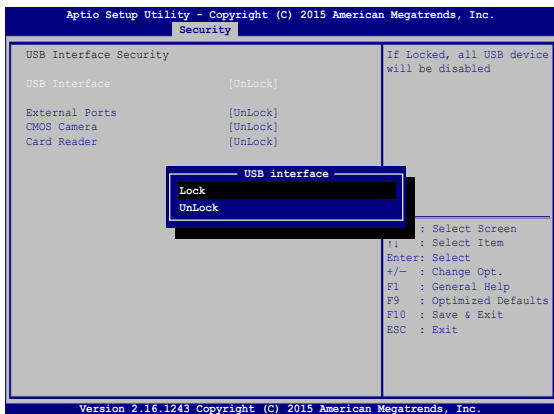 Aptio Setup Utility - Copyright (C) 2015 American Megatrends, Inc.
Security
USB Interface Security
USB Interface [UnLock]
External Ports [UnLock]
CMOS Camera [UnLock]
Card Reader [UnLock]
If Locked, all USB device
will be disabled
USB interface
Lock
UnLock
: Select Screen
↑↓ : Select Item
Enter: Select
+/— : Change Opt.
F1 : General Help
F9 : Optimized Defaults
F10 : Save & Exit
ESC : Exit
Version 2.16.1243 Copyright (C) 2015 American Megatrends, Inc.